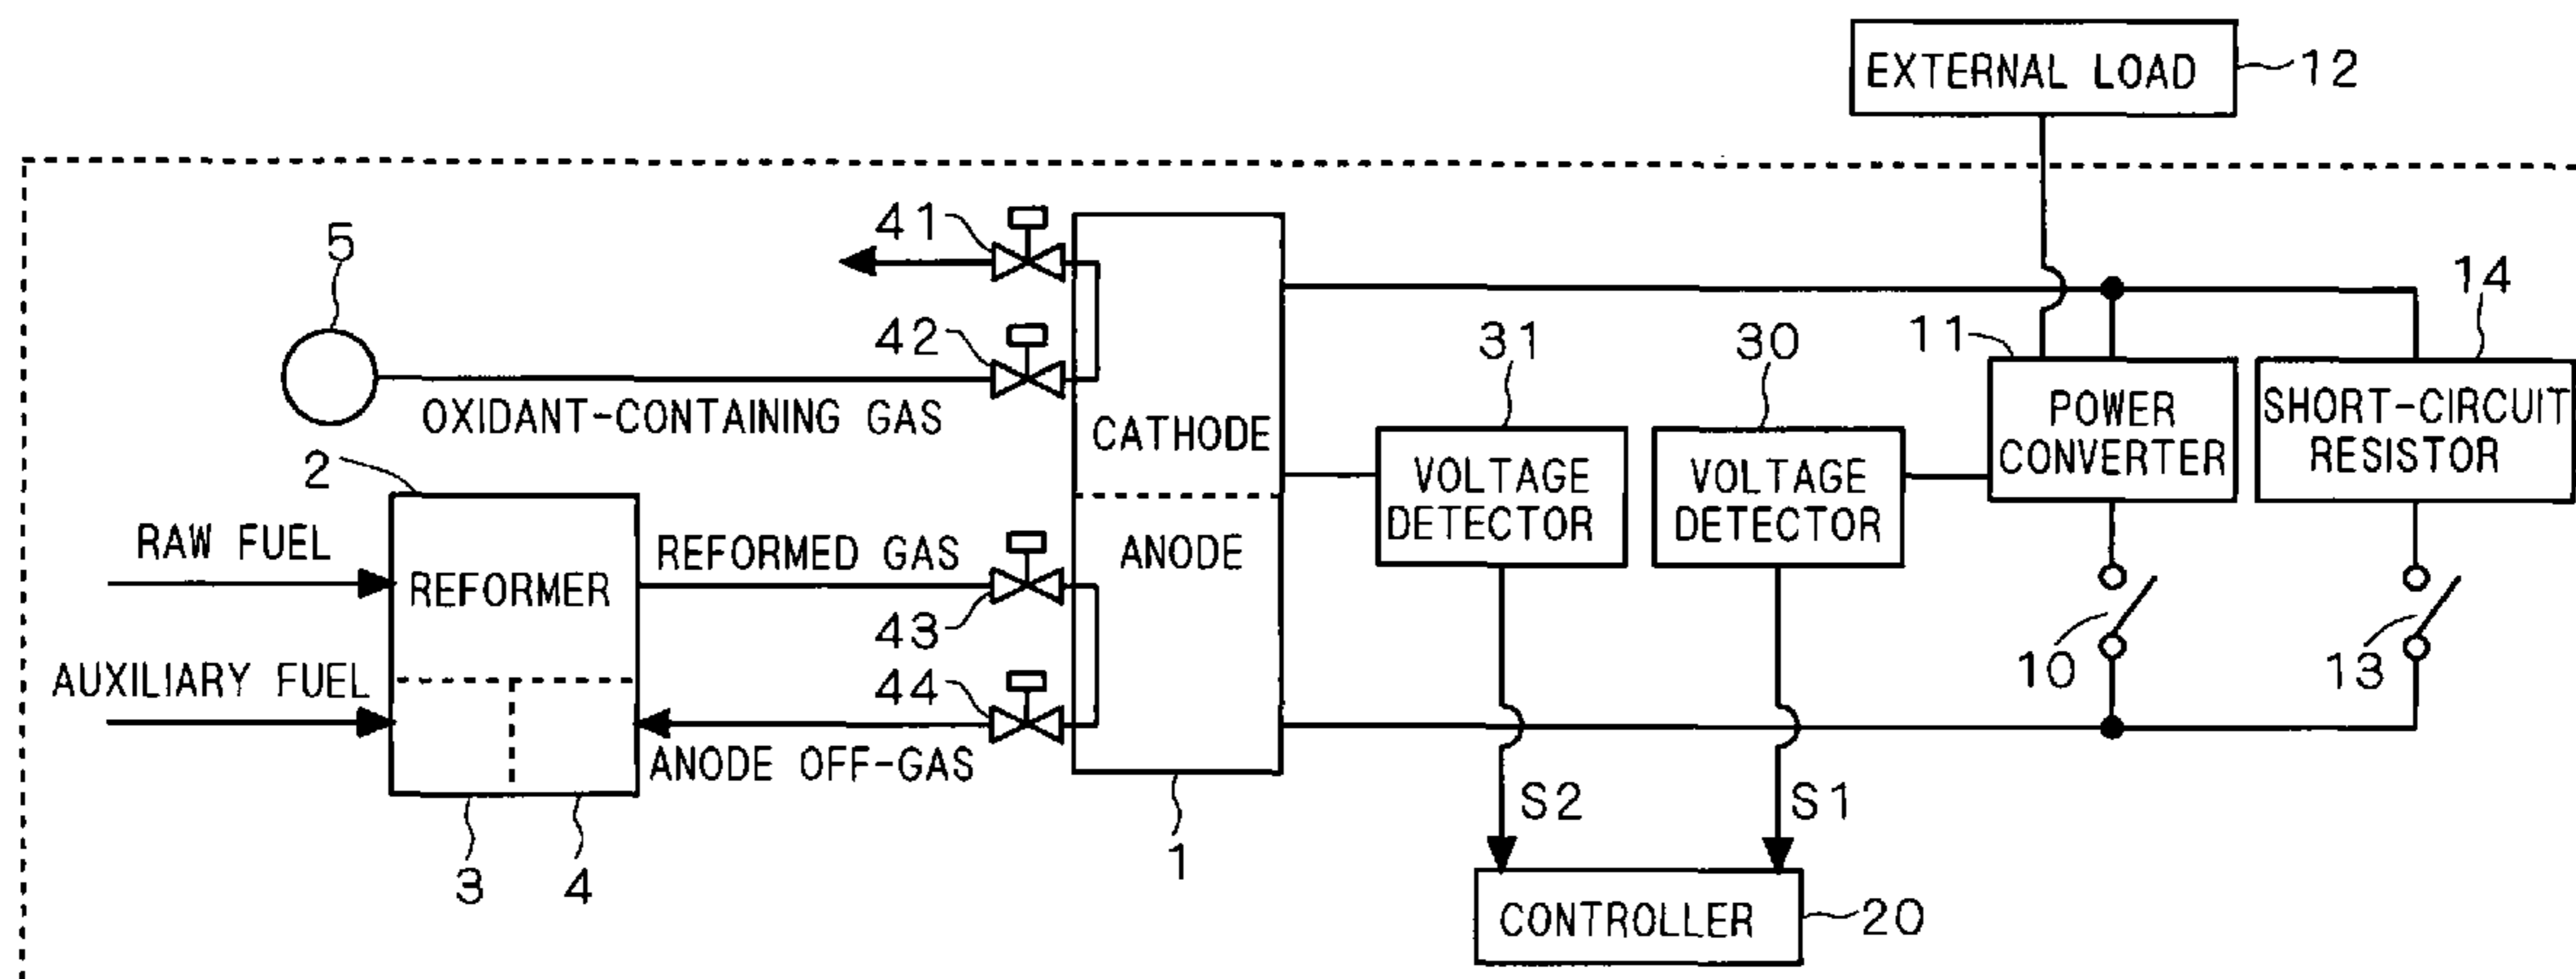 EXTERNAL LOAD
12
5
41
42
OXIDANT-CONTAINING GAS
CATHODE
ANODE
2
RAW FUEL
REFORMER
REFORMED GAS
43
AUXILIARY FUEL
44
ANODE OFF-GAS
3
4
1
31
VOLTAGE
DETECTOR
30
VOLTAGE
DETECTOR
11
POWER
CONVERTER
14
SHORT-CIRCUIT
RESISTOR
10
13
S2
S1
CONTROLLER
20